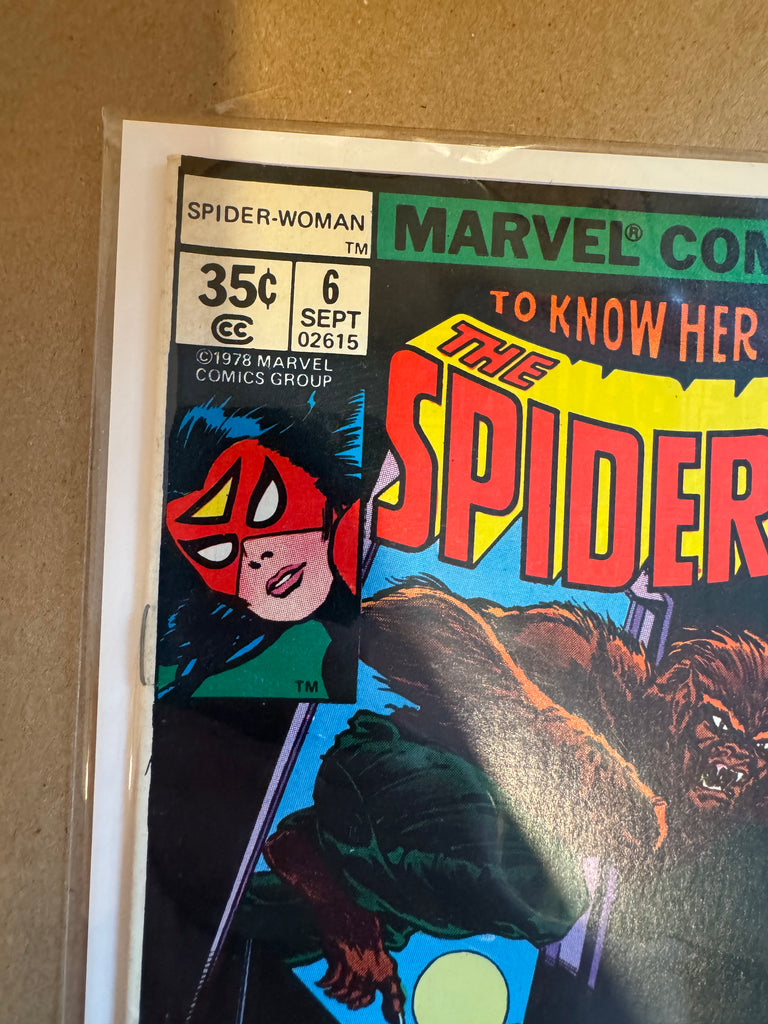 SPIDER-WOMAN
TM
MARVEL® COM
35¢
CC
6
SEPT
02615
©1978 MARVEL
COMICS GROUP
TO KNOW HER
THE
SPIDER
TM